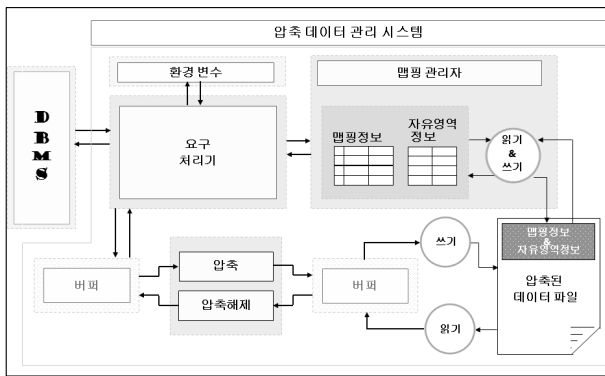 압축 데이터 관리 시스템
DBMS
환경 변수
맵핑 관리자
요구
처리기
맵핑정보
자유영역
정보
읽기
&
쓰기
맵핑정보
&
자유영역정보
압축된
데이터 파일
쓰기
압축
버퍼
버퍼
압축해제
읽기